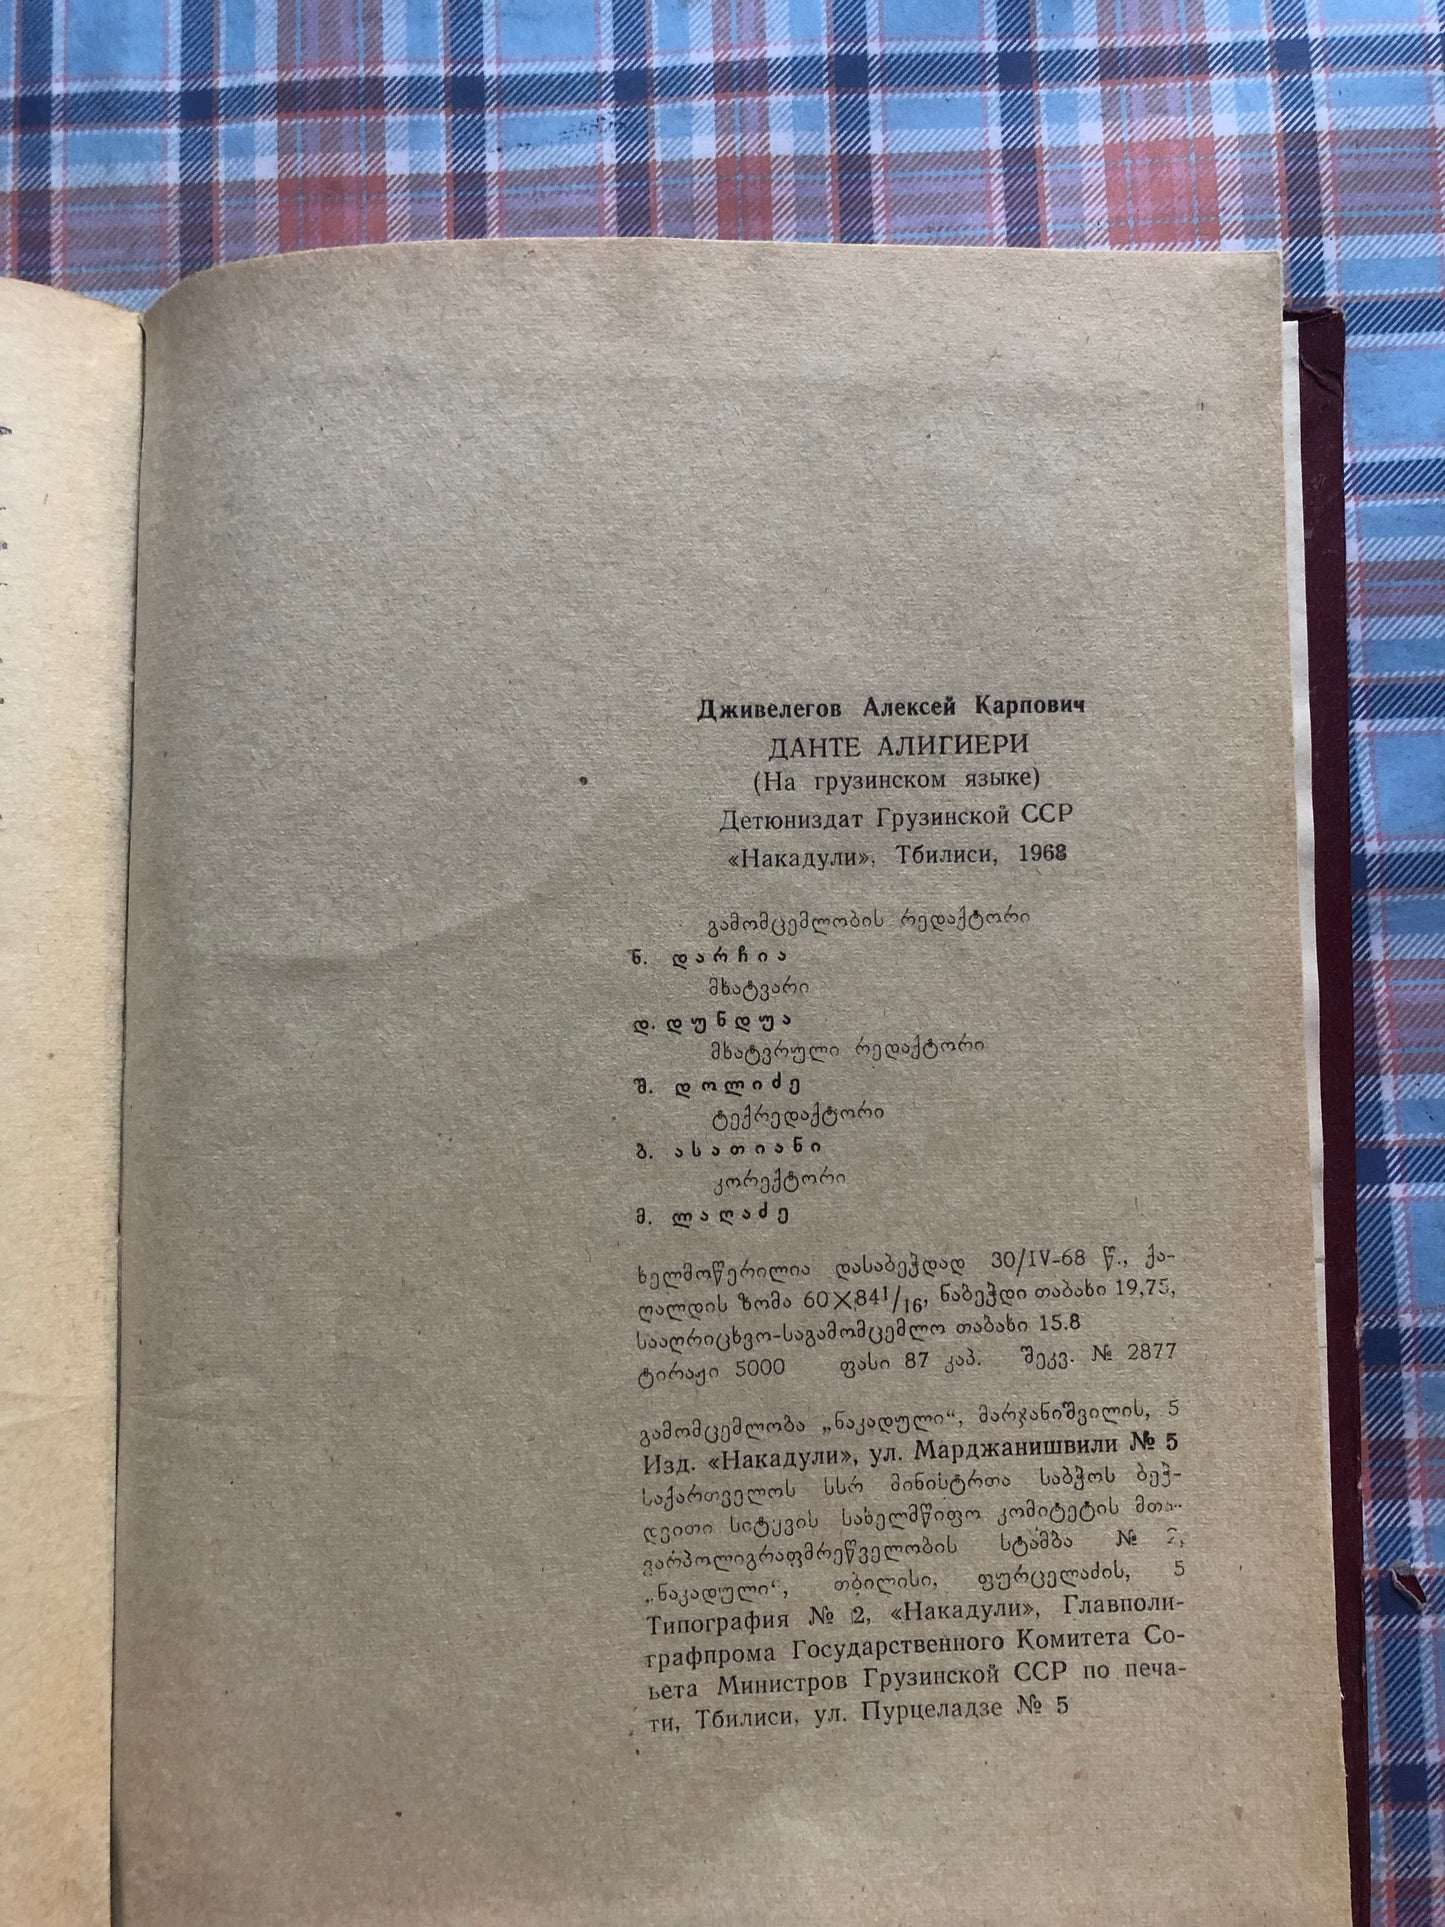 Дживелегов Алексей Карпович
ДАНТЕ АЛИГИЕРИ
(На грузинском языке)
Детюниздат Грузинской ССР
«Накадули», Тбилиси, 1968
გამომცემლობის რედაქტორი
ნ. დარჩია
მხატვარი
დ. დუნდუა
მხატვრული რედაქტორი
შ. დოლიძე
ტექრედაქტორი
გ. ასათიანი
კორექტორი
მ. ლაღაძე
ხელმოწერილია დასაბეჭდად 30/IV-68 წ., ქა-
ღალდის ზომა 60X84 1/16, ნაბეჭდი თაბახი 19,75,
სააღრიცხვო-საგამომცემლო თაბახი 15.8
ტირაჟი 5000 ფასი 87 კაპ. შეკვ. № 2877
გამომცემლობა „ნაკადული“, მარჯანიშვილის, 5
Изд. «Накадули», ул. Марджанишвили № 5
საქართველოს სსრ მინისტრთა საბჭოს ბეჭ-
დვითი სიტყვის სახელმწიფო კომიტეტის მთა-
ვარპოლიგრაფმრეწველობის სტამბა № 2,
„ნაკადული“, თბილისი, ფურცელაძის, 5
Типография № 2, «Накадули», Главполи-
графпрома Государственного Комитета Со-
вета Министров Грузинской ССР по печа-
ти, Тбилиси, ул. Пурцеладзе № 5